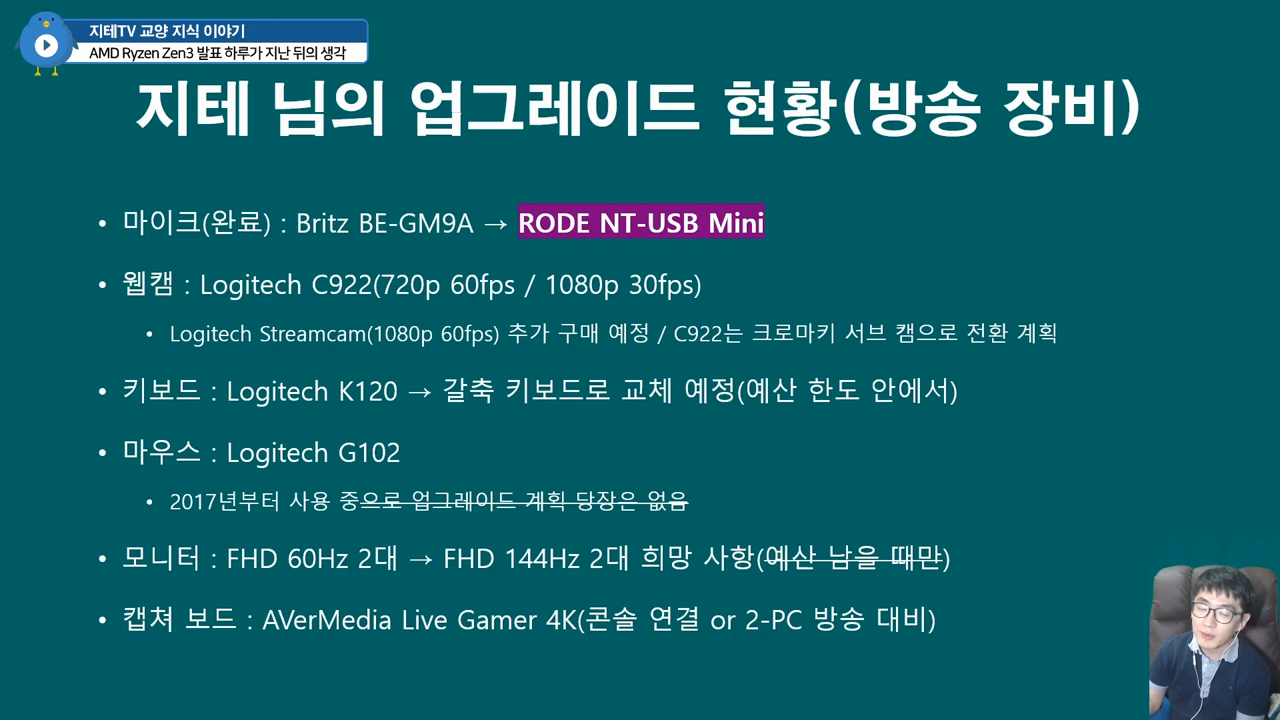 지테TV 교양 지식 이야기
AMD Ryzen Zen3 발표 하루가 지난 뒤의 생각
지테 님의 업그레이드 현황(방송 장비)
• 마이크(완료) : Britz BE-GM9A → RODE NT-USB Mini
• 웹캠 : Logitech C922(720p 60fps / 1080p 30fps)
• Logitech Streamcam(1080p 60fps) 추가 구매 예정 / C922는 크로마키 서브 캠으로 전환 계획
• 키보드 : Logitech K120 → 갈축 키보드로 교체 예정(예산 한도 안에서)
• 마우스 : Logitech G102
• 2017년부터 사용 중으로 업그레이드 계획 당장은 없음
• 모니터 : FHD 60Hz 2대 → FHD 144Hz 2대 희망 사항(예산 남을 때만)
• 캡쳐 보드 : AVerMedia Live Gamer 4K(콘솔 연결 or 2-PC 방송 대비)